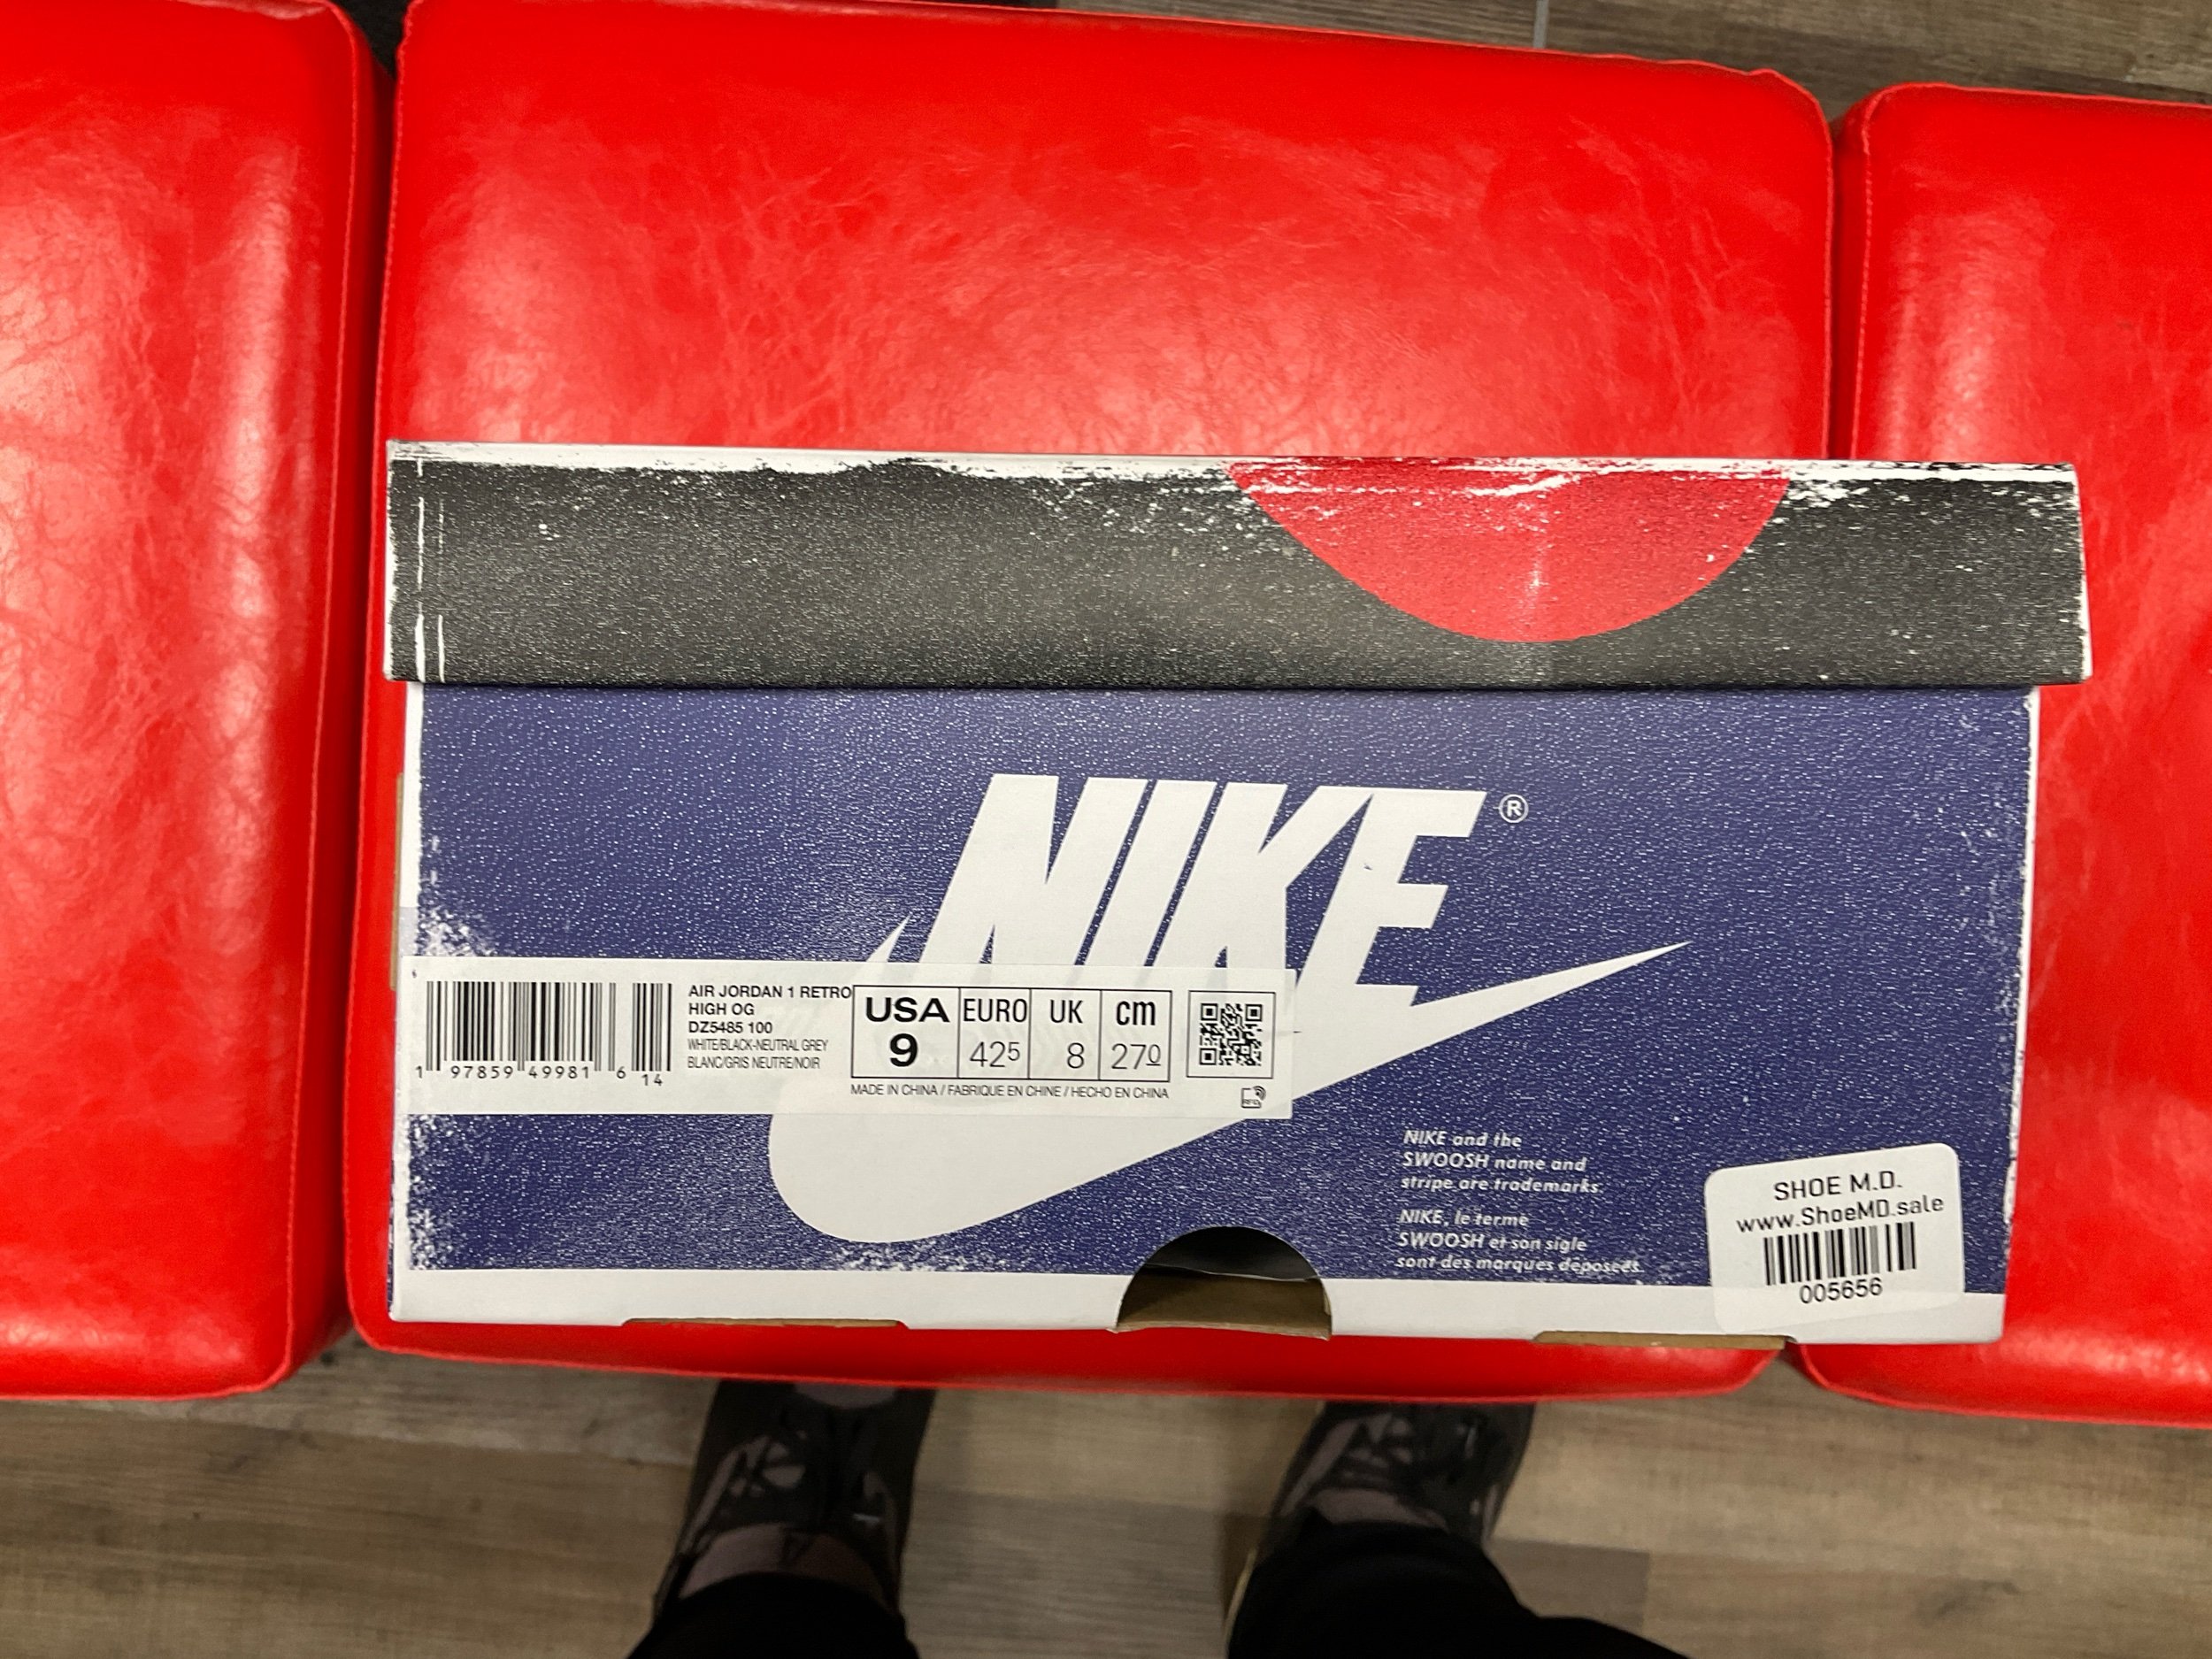 NIKE®
AIR JORDAN 1 RETRO
HIGH OG
DZ5485 100
WHITE/BLACK-NEUTRAL GREY
BLANC/GRIS NEUTRE/NOIR
1 97859 49981 6 14
USA EURO UK cm
9 42.5 8 27.0
MADE IN CHINA / FABRIQUE EN CHINE / HECHO EN CHINA
RFID
NIKE and the
SWOOSH name and
stripe are trademarks.
NIKE, le terme
SWOOSH et son sigle
sont des marques déposées.
SHOE M.D.
www.ShoeMD.sale
005656